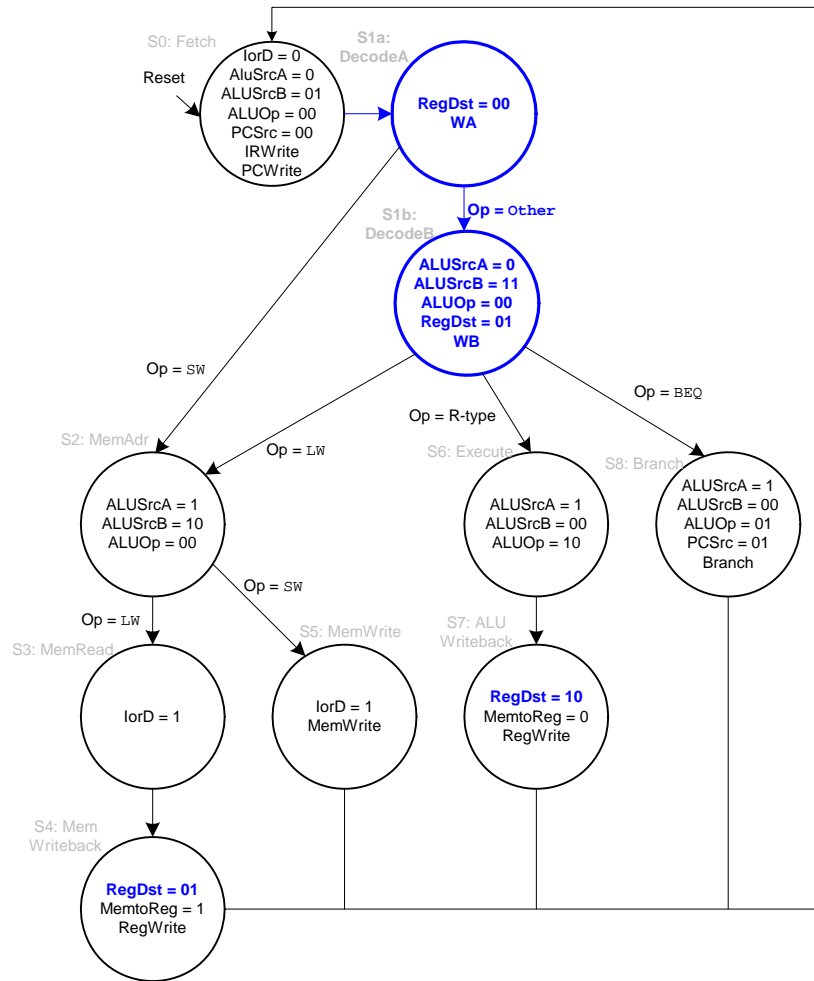 S0: Fetch
IorD = 0
AluSrcA = 0
ALUSrcB = 01
ALUOp = 00
PCSrc = 00
IRWrite
PCWrite
Reset
S1a:
DecodeA
RegDst = 00
WA
Op = Other
S1b:
DecodeB
ALUSrcA = 0
ALUSrcB = 11
ALUOp = 00
RegDst = 01
WB
Op = SW
Op = LW
Op = R-type
Op = BEQ
S2: MemAdr
ALUSrcA = 1
ALUSrcB = 10
ALUOp = 00
S6: Execute
ALUSrcA = 1
ALUSrcB = 00
ALUOp = 10
S8: Branch
ALUSrcA = 1
ALUSrcB = 00
ALUOp = 01
PCSrc = 01
Branch
Op = LW
Op = SW
S3: MemRead
IorD = 1
S5: MemWrite
IorD = 1
MemWrite
S7: ALU
Writeback
RegDst = 10
MemtoReg = 0
RegWrite
S4: Mem
Writeback
RegDst = 01
MemtoReg = 1
RegWrite